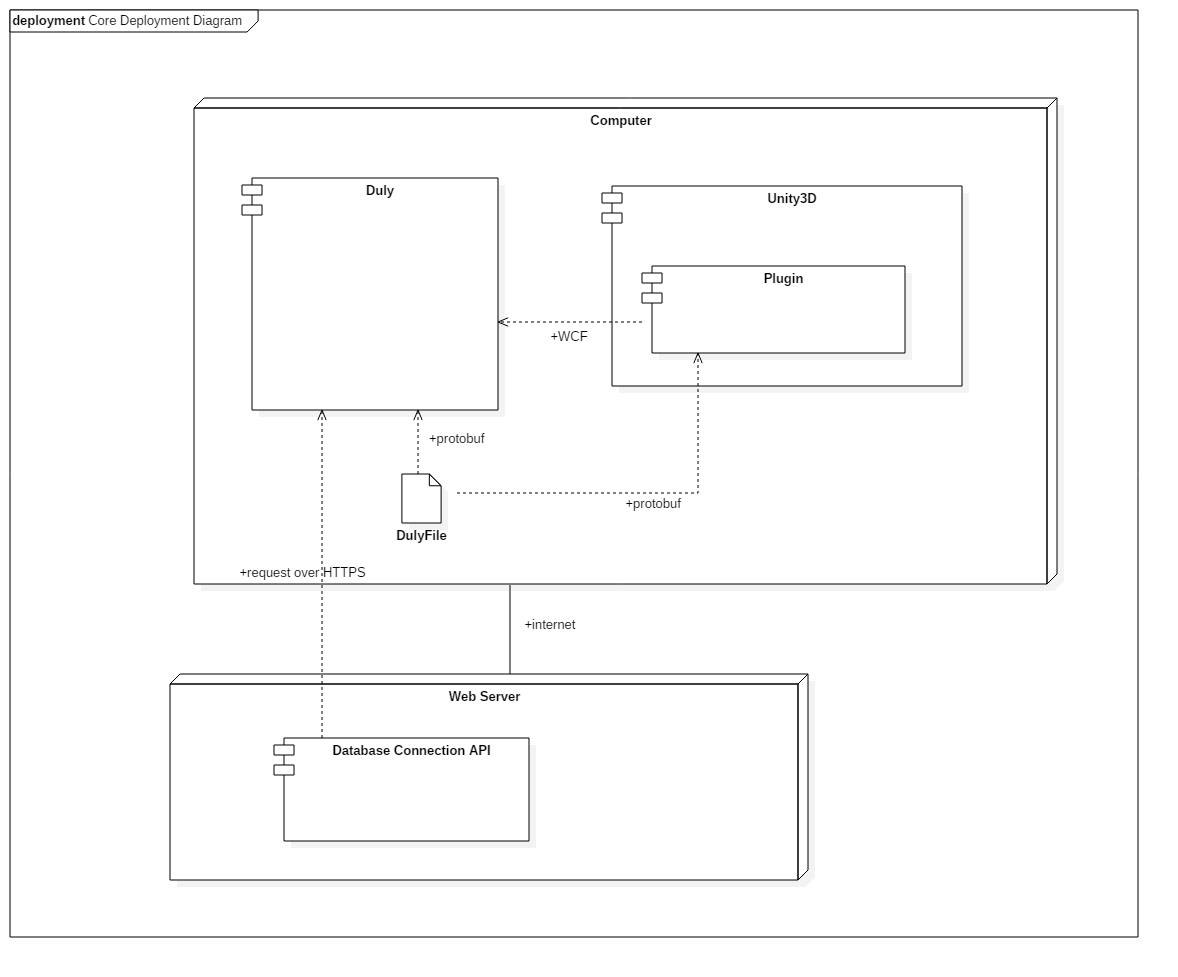 deployment Core Deployment Diagram
Computer
Duly
Unity3D
Plugin
+WCF
+protobuf
+protobuf
DulyFile
+request over HTTPS
+internet
Web Server
Database Connection API